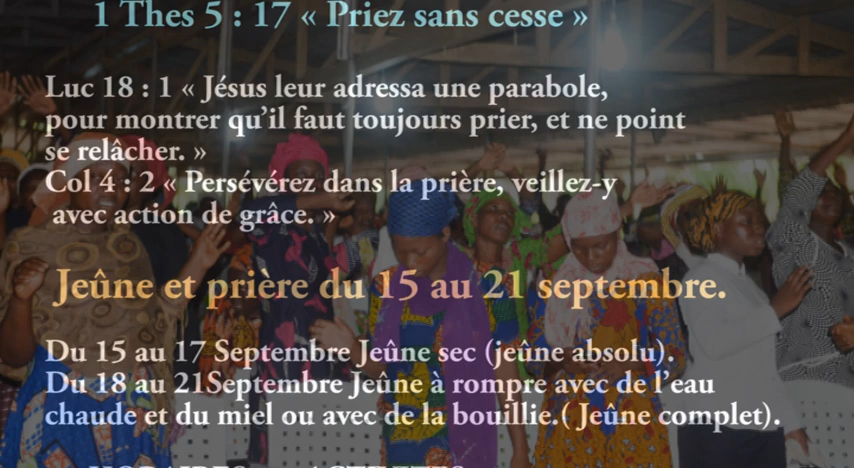 1 Thes 5 : 17 « Priez sans cesse »
Luc 18 : 1 « Jésus leur adressa une parabole,
pour montrer qu’il faut toujours prier, et ne point
se relâcher. »
Col 4 : 2 « Persévérez dans la prière, veillez-y
avec action de grâce. »
Jeûne et prière du 15 au 21 septembre.
Du 15 au 17 Septembre Jeûne sec (jeûne absolu).
Du 18 au 21Septembre Jeûne à rompre avec de l’eau
chaude et du miel ou avec de la bouillie.( Jeûne complet).